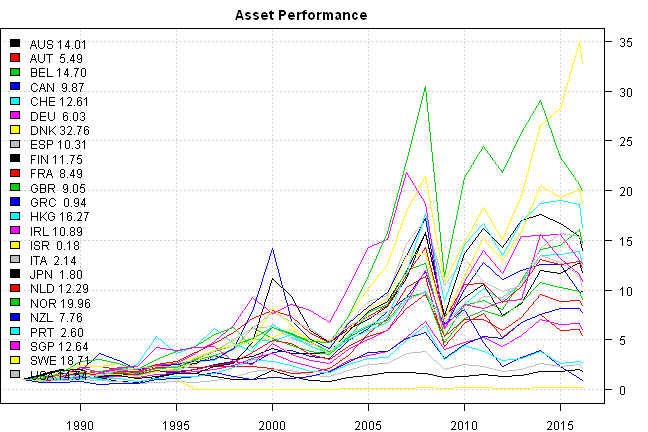 Asset Performance
AUS 14.01
AUT 5.49
BEL 14.70
CAN 9.87
CHE 12.61
DEU 6.03
DNK 32.76
ESP 10.31
FIN 11.75
FRA 8.49
GBR 9.05
GRC 0.94
HKG 16.27
IRL 10.89
ISR 0.18
ITA 2.14
JPN 1.80
NLD 12.29
NOR 19.96
NZL 7.76
PRT 2.60
SGP 12.64
SWE 18.71
35
30
25
20
15
10
5
0
1990 1995 2000 2005 2010 2015